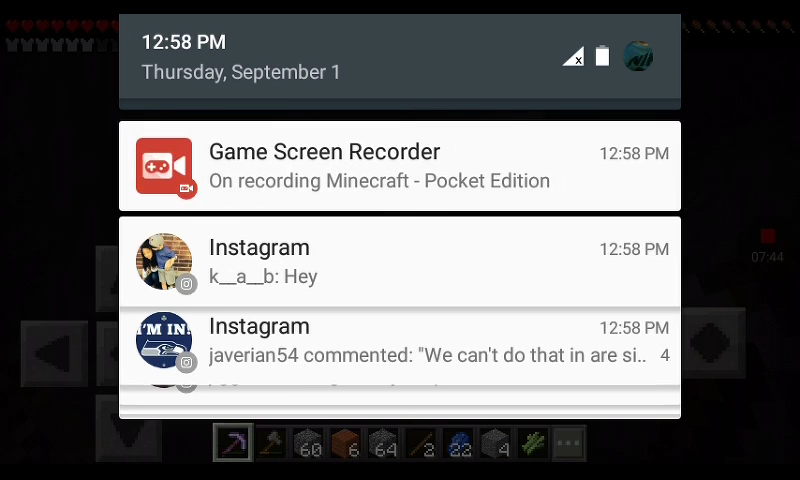 12:58 PM
Thursday, September 1
Game Screen Recorder
12:58 PM
On recording Minecraft - Pocket Edition
Instagram
12:58 PM
k__a__b: Hey
07:44
I'M IN!
Instagram
12:58 PM
javerian54 commented: "We can't do that in are si.. 4
60
6
64
2
22
4